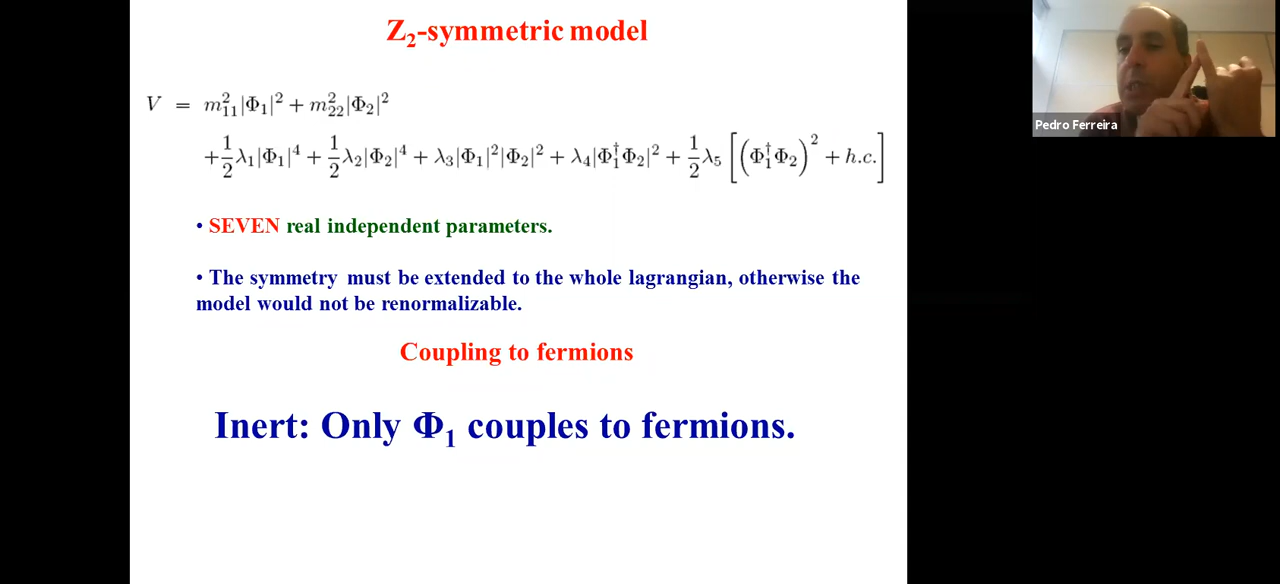 Z₂-symmetric model
V = m²₁₁|Φ₁|² + m²₂₂|Φ₂|²
+½λ₁|Φ₁|⁴ + ½λ₂|Φ₂|⁴ + λ₃|Φ₁|²|Φ₂|² + λ₄|Φ₁†Φ₂|² + ½λ₅[(Φ₁†Φ₂)² + h.c.]
• SEVEN real independent parameters.
• The symmetry must be extended to the whole lagrangian, otherwise the
model would not be renormalizable.
Coupling to fermions
Inert: Only Φ₁ couples to fermions.
Pedro Ferreira